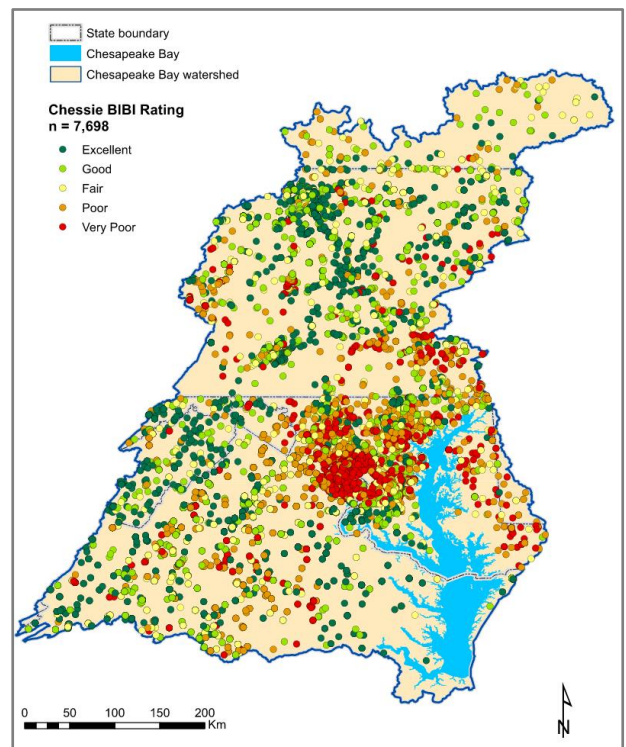 State boundary
Chesapeake Bay
Chesapeake Bay watershed
Chessie BIBI Rating
n = 7,698
Excellent
Good
Fair
Poor
Very Poor
0 50 100 150 200
Km
N